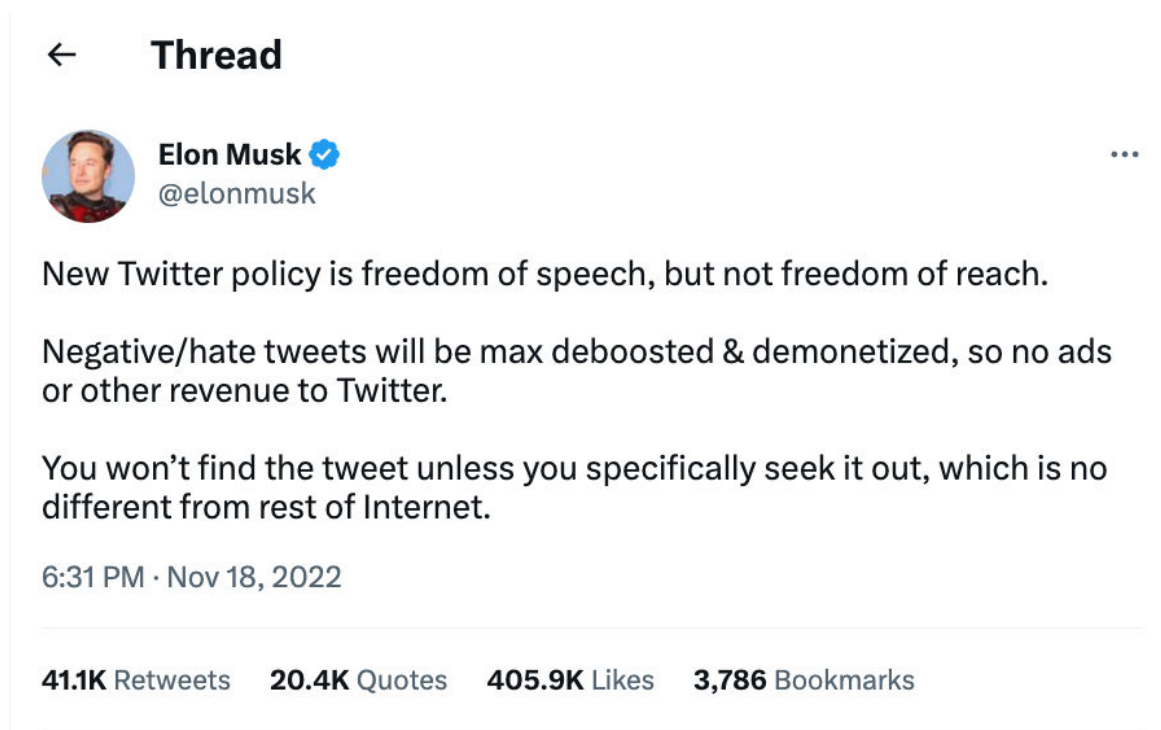 Thread
Elon Musk
@elonmusk
New Twitter policy is freedom of speech, but not freedom of reach.
Negative/hate tweets will be max deboosted & demonetized, so no ads
or other revenue to Twitter.
You won’t find the tweet unless you specifically seek it out, which is no
different from rest of Internet.
6:31 PM · Nov 18, 2022
41.1K Retweets 20.4K Quotes 405.9K Likes 3,786 Bookmarks